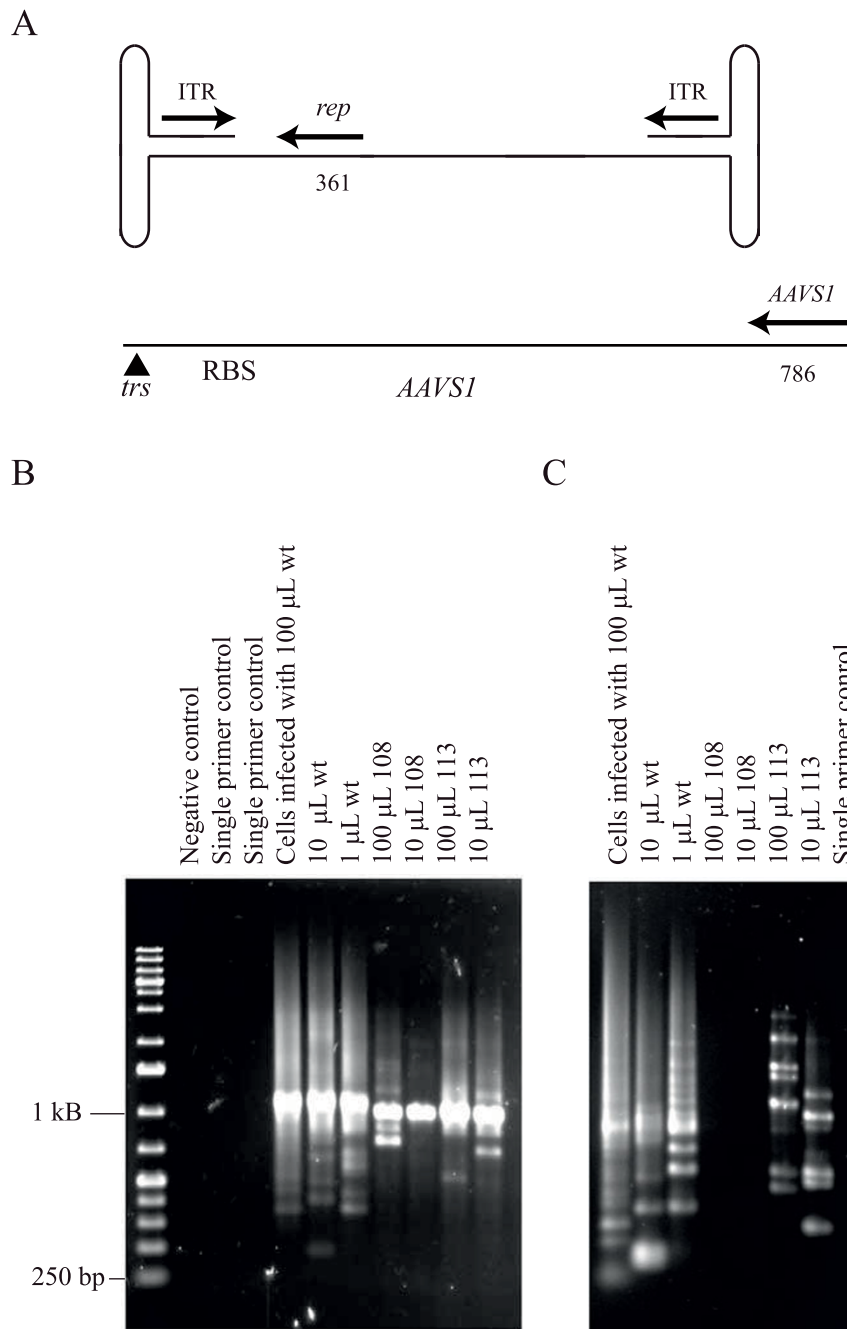 A
ITR
rep
ITR
361
AAVS1
trs
RBS
AAVS1
786
B
C
Negative control
Single primer control
Single primer control
Cells infected with 100 µL wt
10 µL wt
1 µL wt
100 µL 108
10 µL 108
100 µL 113
10 µL 113
Cells infected with 100 µL wt
10 µL wt
1 µL wt
100 µL 108
10 µL 108
100 µL 113
10 µL 113
Single primer conrol
1 kB
250 bp